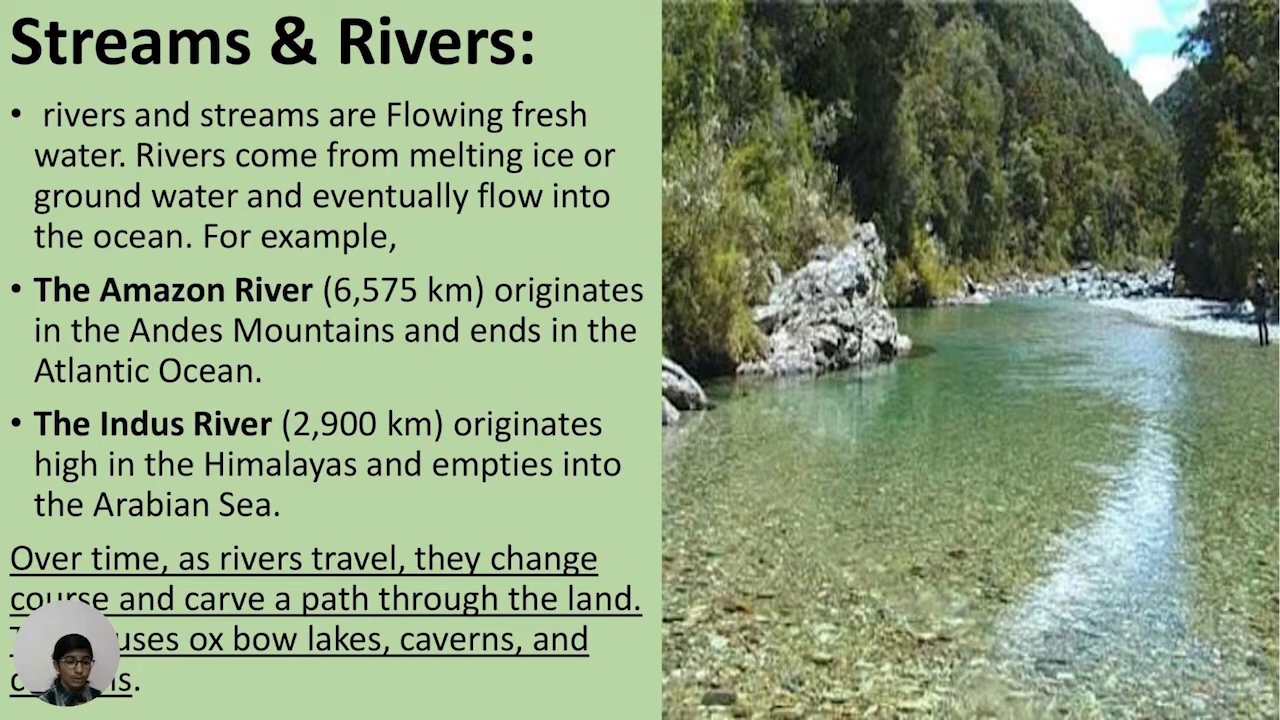 Streams & Rivers:
• rivers and streams are Flowing fresh
water. Rivers come from melting ice or
ground water and eventually flow into
the ocean. For example,
• The Amazon River (6,575 km) originates
in the Andes Mountains and ends in the
Atlantic Ocean.
• The Indus River (2,900 km) originates
high in the Himalayas and empties into
the Arabian Sea.
Over time, as rivers travel, they change
course and carve a path through the land.
ox bow lakes, caverns, and